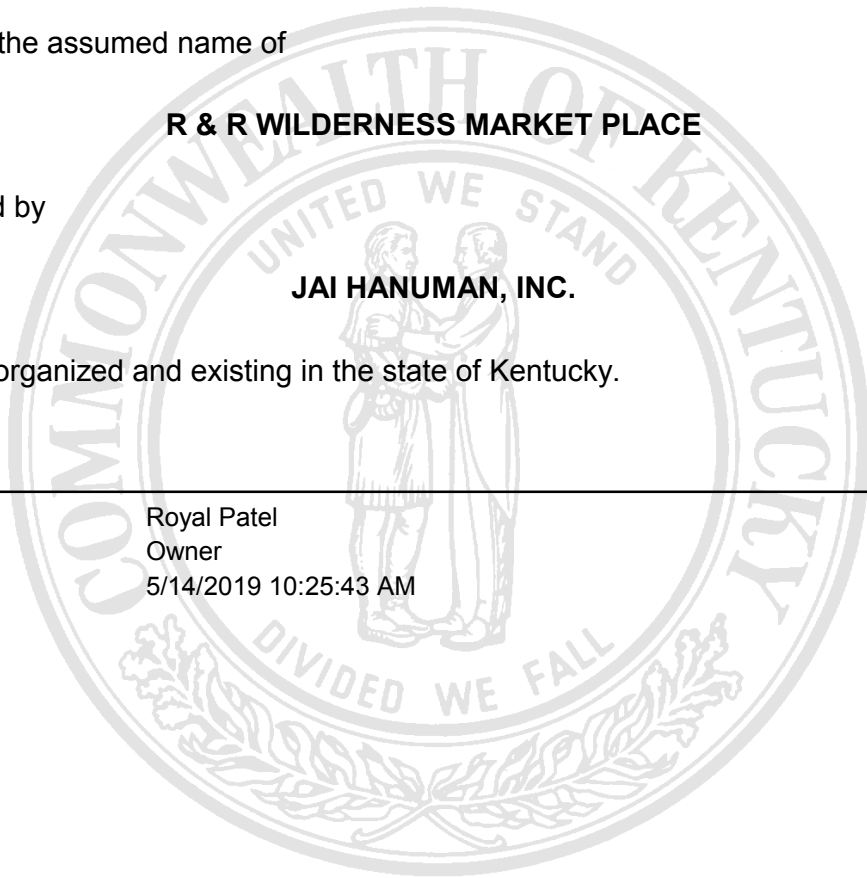 the assumed name of
R & R WILDERNESS MARKET PLACE
d by
JAI HANUMAN, INC.
organized and existing in the state of Kentucky.
Royal Patel
Owner
5/14/2019 10:25:43 AM
COMMONWEALTH OF KENTUCKY
UNITED WE STAND
DIVIDED WE FALL